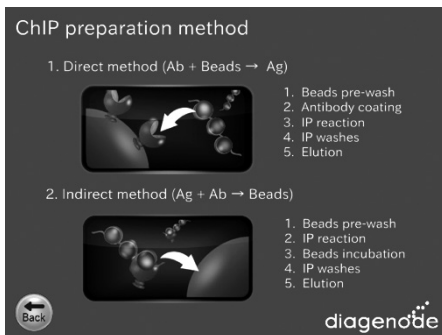 ChIP preparation method
1. Direct method (Ab + Beads → Ag)
1. Beads pre-wash
2. Antibody coating
3. IP reaction
4. IP washes
5. Elution
2. Indirect method (Ag + Ab → Beads)
1. Beads pre-wash
2. IP reaction
3. Beads incubation
4. IP washes
5. Elution
Back
diagenode